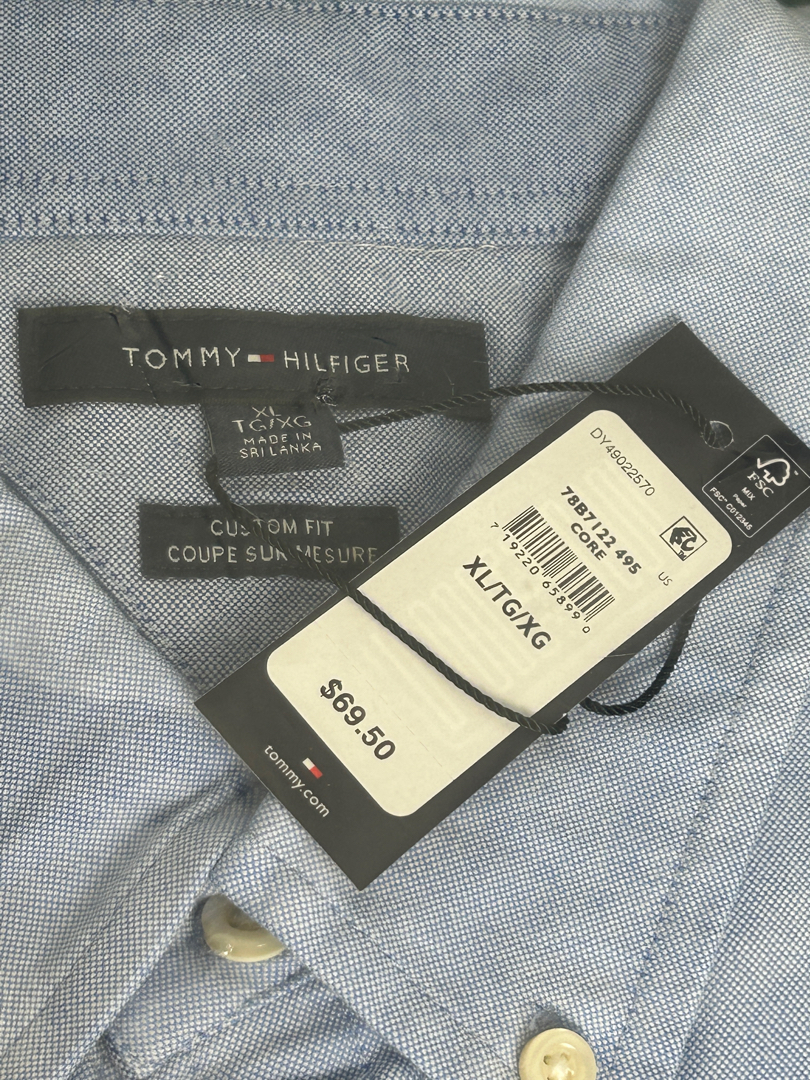 TOMMY HILFIGER
XL
TG/XG
MADE IN
SRI LANKA
CUSTOM FIT
COUPE SUR MESURE
FSC
MIX
Paper
FSC® C012345
DY49022570
78B7122 495
CORE
US
7 19220 65899 0
XL/TG/XG
$69.50
tommy.com